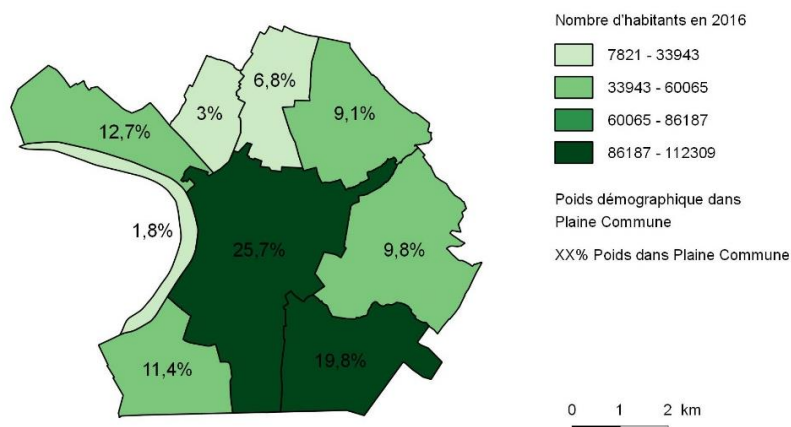 Nombre d'habitants en 2016
7821 - 33943
33943 - 60065
60065 - 86187
86187 - 112309
Poids démographique dans
Plaine Commune
XX% Poids dans Plaine Commune
6,8%
3%
9,1%
12,7%
1,8%
25,7%
9,8%
11,4%
19,8%
0 1 2 km